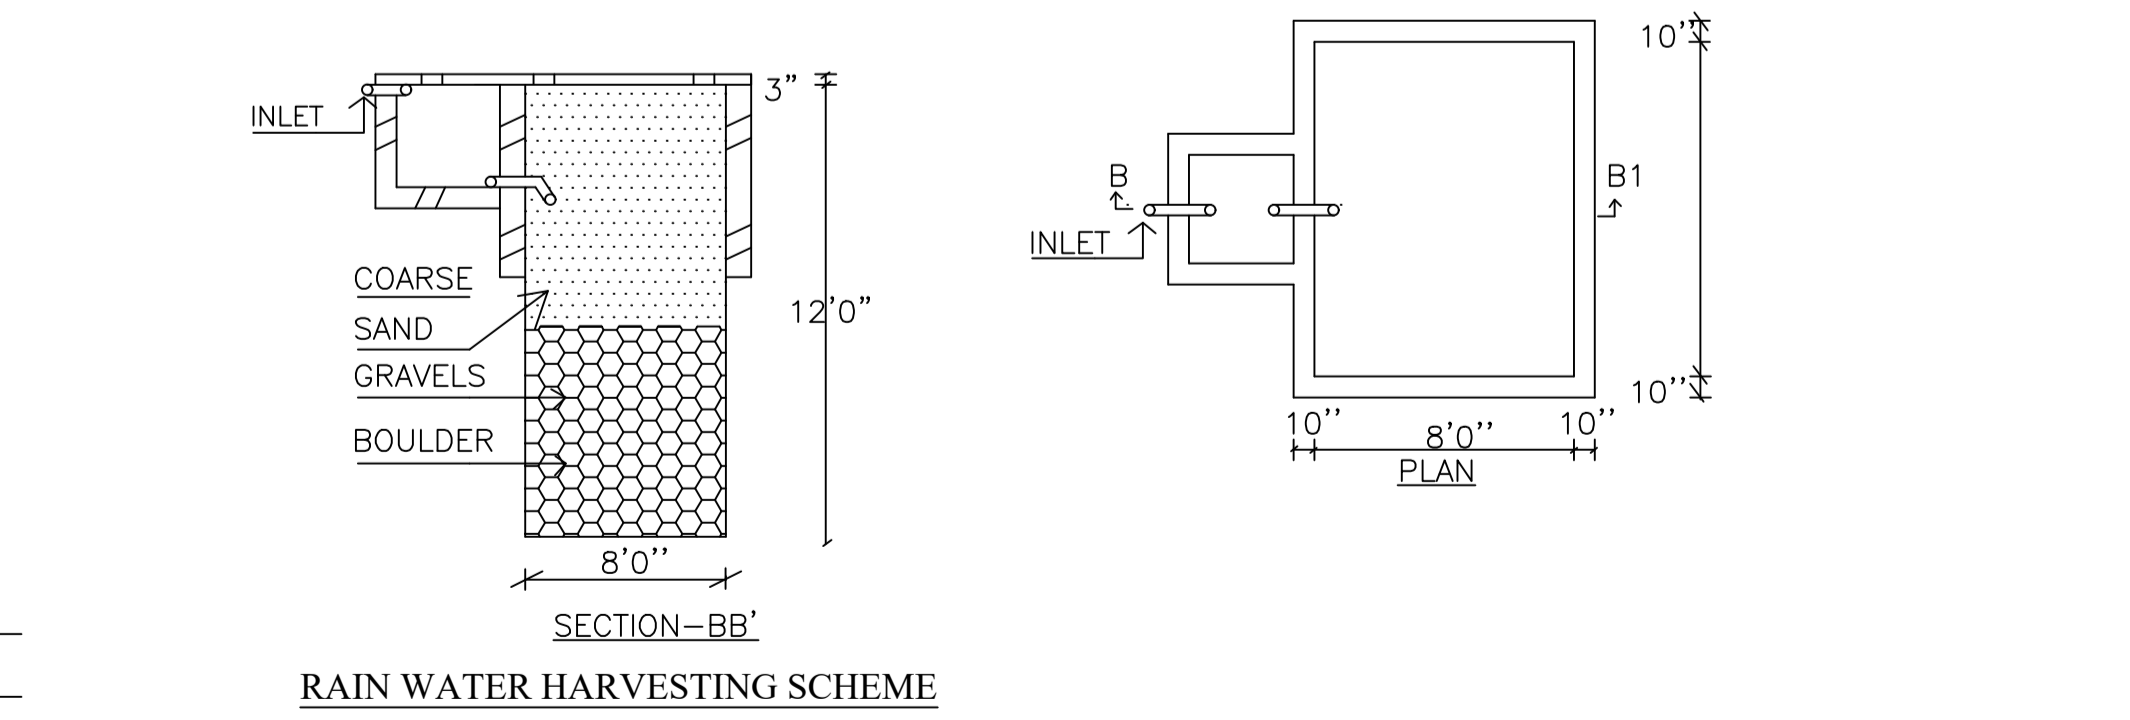 3”
INLET
COARSE
SAND
GRAVELS
BOULDER
12'0”
8'0’’
SECTION-BB'
RAIN WATER HARVESTING SCHEME
10’’
B
B1
INLET
10’’
10’’
8'0’’
10’’
PLAN